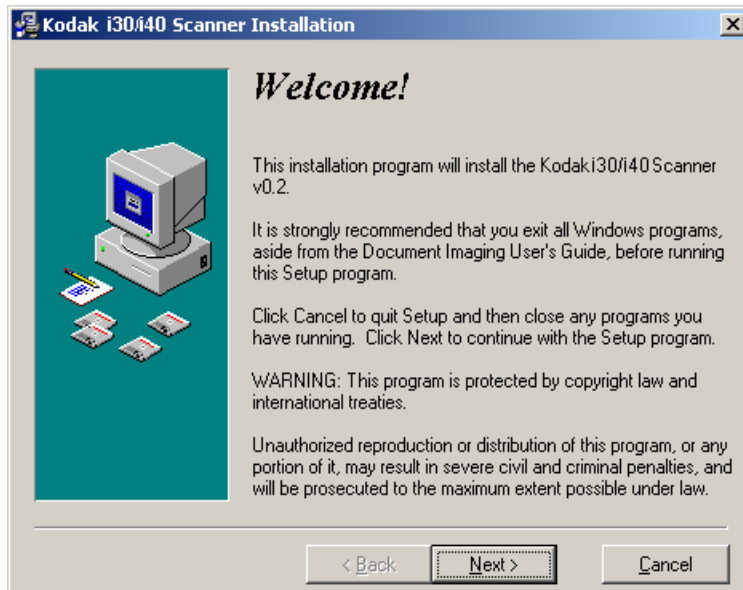 Kodak i30/i40 Scanner Installation
Welcome!
This installation program will install the Kodak i30/i40 Scanner
v0.2.
It is strongly recommended that you exit all Windows programs,
aside from the Document Imaging User's Guide, before running
this Setup program.
Click Cancel to quit Setup and then close any programs you
have running.  Click Next to continue with the Setup program.
WARNING: This program is protected by copyright law and
international treaties.
Unauthorized reproduction or distribution of this program, or any
portion of it, may result in severe civil and criminal penalties, and
will be prosecuted to the maximum extent possible under law.
< Back
Next >
Cancel